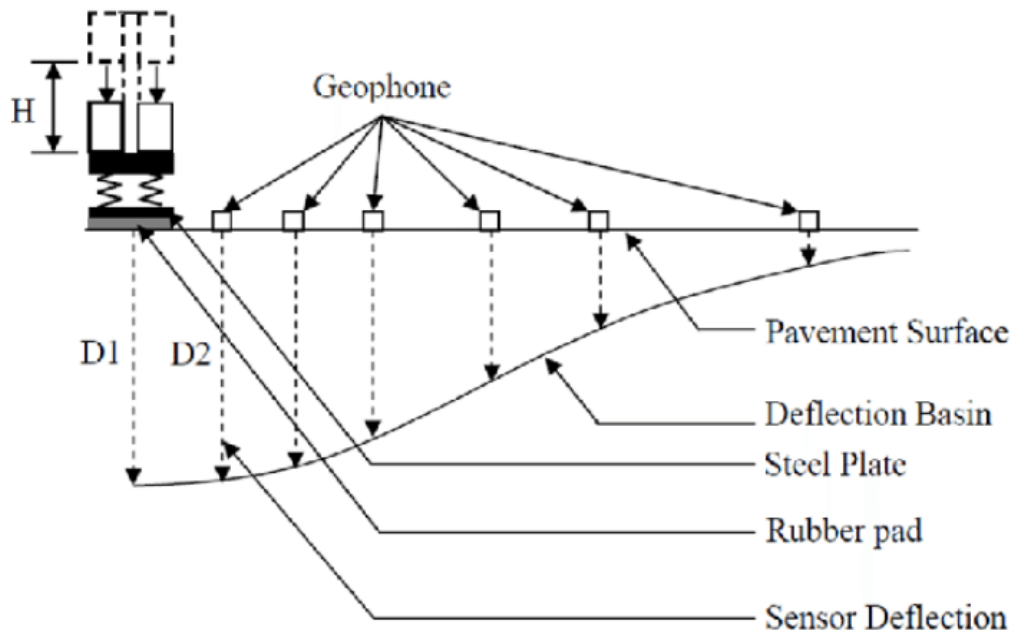 Geophone
H
D1
D2
Pavement Surface
Deflection Basin
Steel Plate
Rubber pad
Sensor Deflection